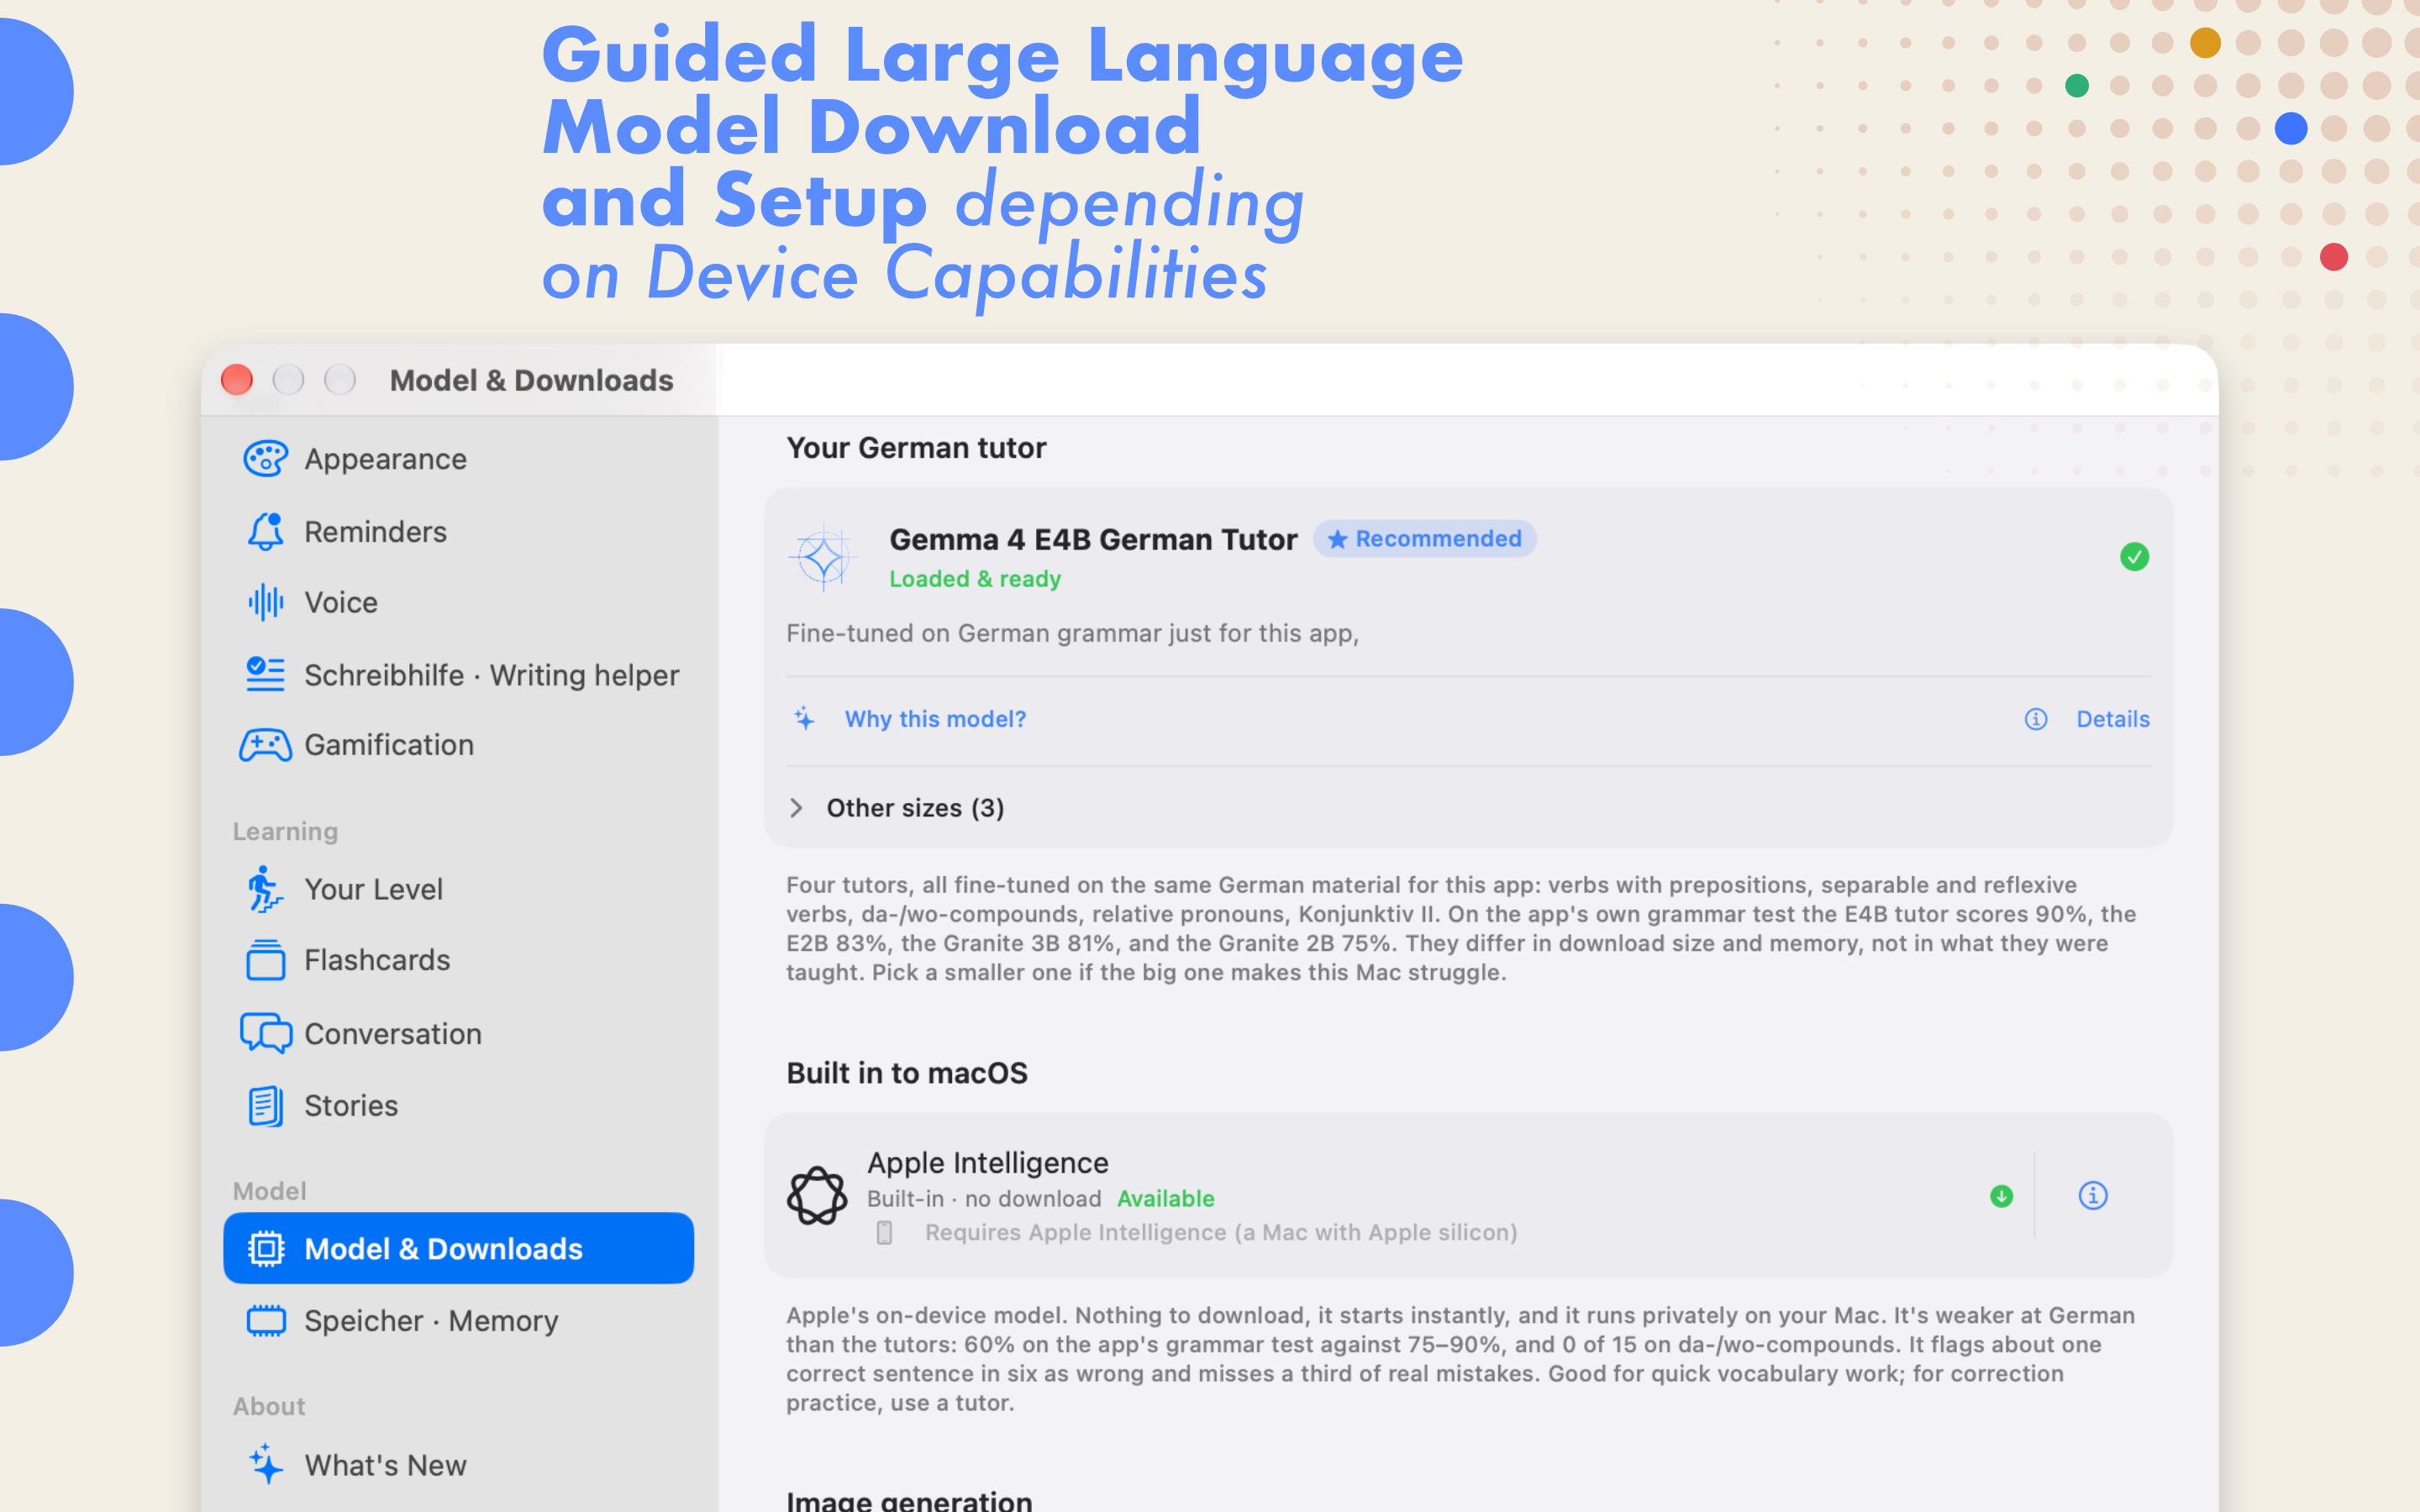 Guided Large Language
Model Download
and Setup depending
on Device Capabilities
Model & Downloads
Appearance
Reminders
Voice
Schreibhilfe · Writing helper
Gamification
Learning
Your Level
Flashcards
Conversation
Stories
Model
Model & Downloads
Speicher · Memory
About
What's New
Your German tutor
Gemma 4 E4B German Tutor
Recommended
Loaded & ready
Fine-tuned on German grammar just for this app,
Why this model?
Details
Other sizes (3)
Four tutors, all fine-tuned on the same German material for this app: verbs with prepositions, separable and reflexive
verbs, da-/wo-compounds, relative pronouns, Konjunktiv II. On the app's own grammar test the E4B tutor scores 90%, the
E2B 83%, the Granite 3B 81%, and the Granite 2B 75%. They differ in download size and memory, not in what they were
taught. Pick a smaller one if the big one makes this Mac struggle.
Built in to macOS
Apple Intelligence
Built-in · no download Available
Requires Apple Intelligence (a Mac with Apple silicon)
Apple's on-device model. Nothing to download, it starts instantly, and it runs privately on your Mac. It's weaker at German
than the tutors: 60% on the app's grammar test against 75–90%, and 0 of 15 on da-/wo-compounds. It flags about one
correct sentence in six as wrong and misses a third of real mistakes. Good for quick vocabulary work; for correction
practice, use a tutor.
Image generation